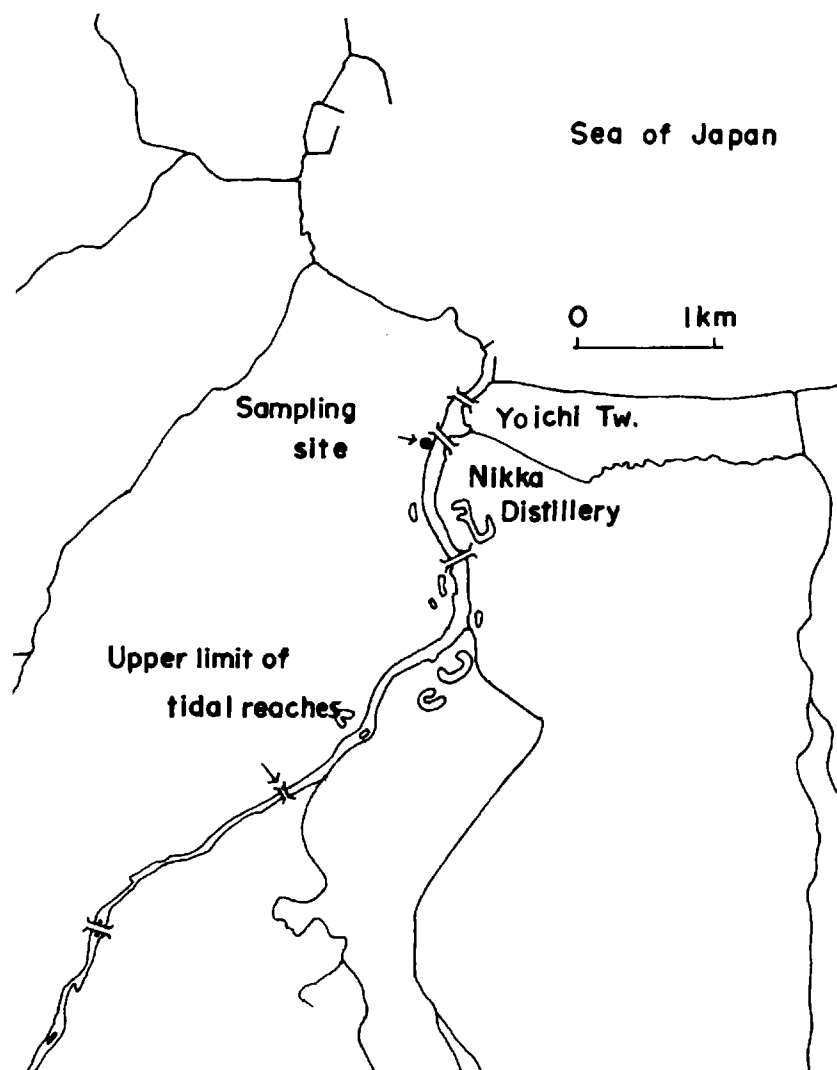 Sea of Japan
0 1km
Sampling
site
Yoichi Tw.
Nikka
Distillery
Upper limit of
tidal reaches